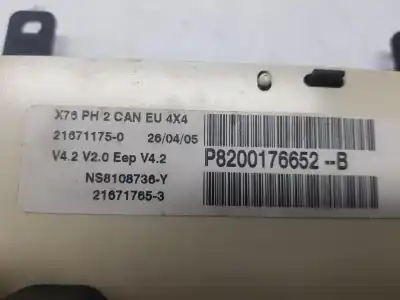 X76 PH 2 CAN EU 4X4
21671175-0 26/04/05
V4.2 V2.0 Eep V4.2
P8200176652--B
NS8108736-Y
21671765-3